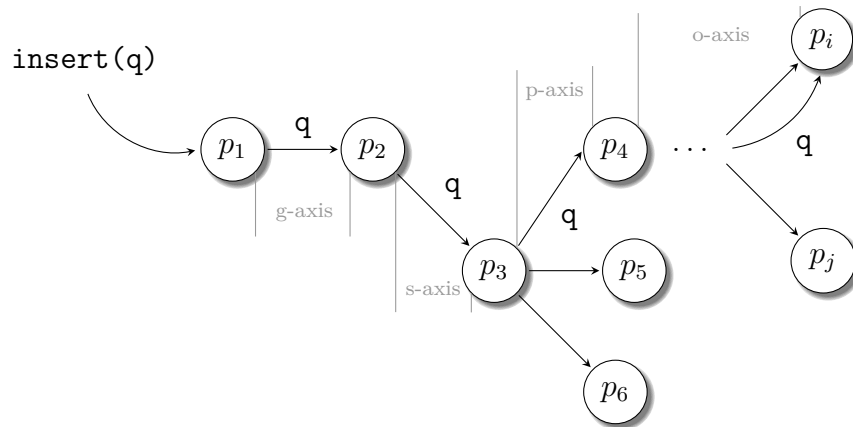 o-axis
p_i
insert(q)
p-axis
p_1
q
p_2
p_4
...
q
q
q
g-axis
s-axis
p_3
p_5
p_j
p_6